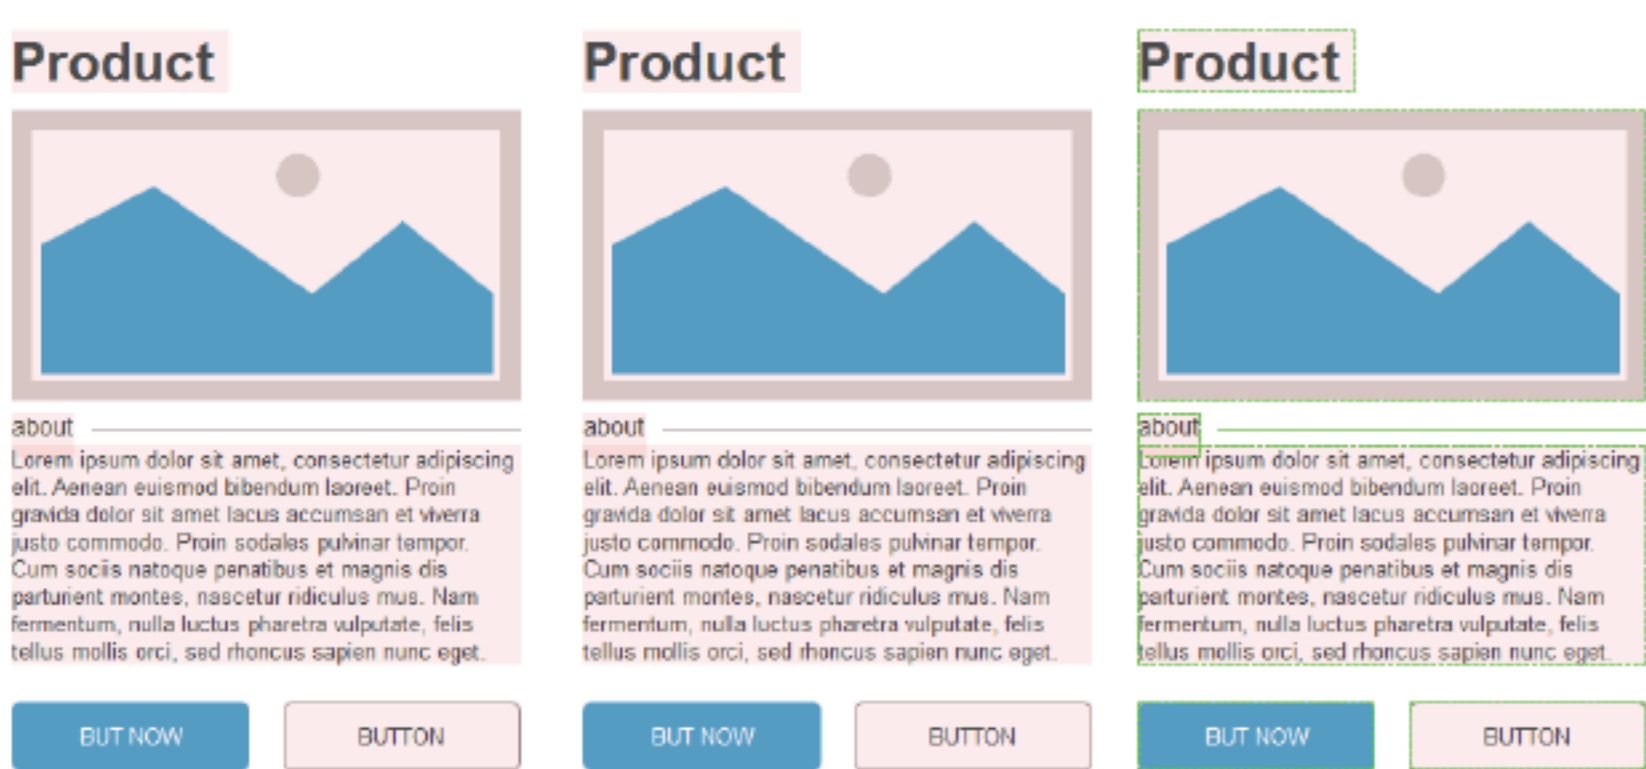 Product
about
Lorem ipsum dolor sit amet, consectetur adipiscing
elit. Aenean euismod bibendum laoreet. Proin
gravida dolor sit amet lacus accumsan et viverra
justo commodo. Proin sodales pulvinar tempor.
Cum sociis natoque penatibus et magnis dis
parturient montes, nascetur ridiculus mus. Nam
fermentum, nulla luctus pharetra vulputate, felis
tellus mollis orci, sed rhoncus sapien nunc eget.
BUT NOW
BUTTON
Product
about
Lorem ipsum dolor sit amet, consectetur adipiscing
elit. Aenean euismod bibendum laoreet. Proin
gravida dolor sit amet lacus accumsan et viverra
justo commodo. Proin sodales pulvinar tempor.
Cum sociis natoque penatibus et magnis dis
parturient montes, nascetur ridiculus mus. Nam
fermentum, nulla luctus pharetra vulputate, felis
tellus mollis orci, sed rhoncus sapien nunc eget.
BUT NOW
BUTTON
Product
about
Lorem ipsum dolor sit amet, consectetur adipiscing
elit. Aenean euismod bibendum laoreet. Proin
gravida dolor sit amet lacus accumsan et viverra
justo commodo. Proin sodales pulvinar tempor.
Cum sociis natoque penatibus et magnis dis
parturient montes, nascetur ridiculus mus. Nam
fermentum, nulla luctus pharetra vulputate, felis
tellus mollis orci, sed rhoncus sapien nunc eget.
BUT NOW
BUTTON